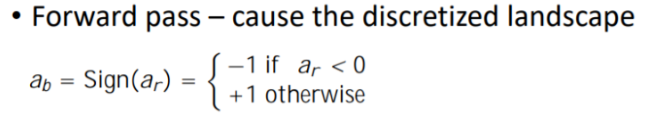 • Forward pass – cause the discretized landscape
a_b = Sign(a_r) = { −1 if a_r < 0
+1 otherwise